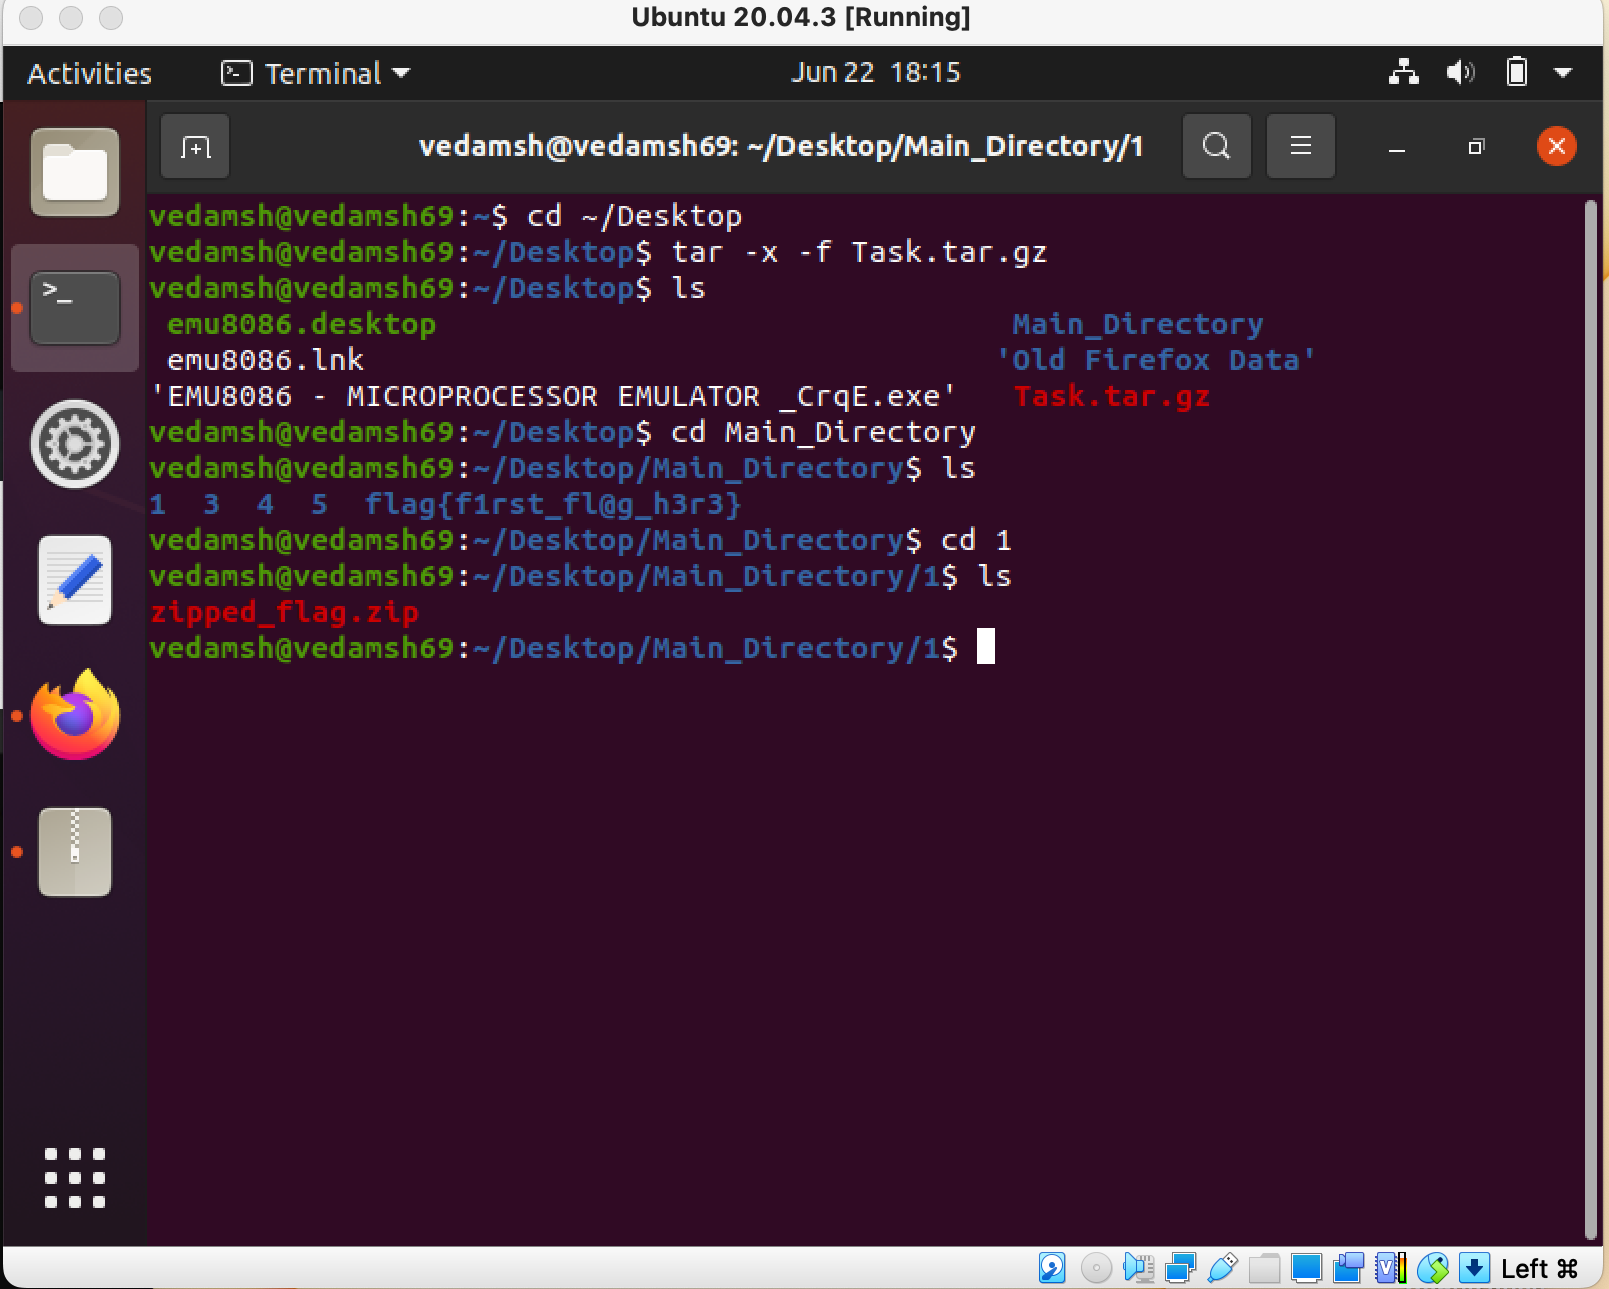 Ubuntu 20.04.3 [Running]
Activities Terminal Jun 22 18:15
vedamsh@vedamsh69: ~/Desktop/Main_Directory/1
vedamsh@vedamsh69:~$ cd ~/Desktop
vedamsh@vedamsh69:~/Desktop$ tar -x -f Task.tar.gz
vedamsh@vedamsh69:~/Desktop$ ls
emu8086.desktop Main_Directory
emu8086.lnk 'Old Firefox Data'
'EMU8086 - MICROPROCESSOR EMULATOR _CrqE.exe' Task.tar.gz
vedamsh@vedamsh69:~/Desktop$ cd Main_Directory
vedamsh@vedamsh69:~/Desktop/Main_Directory$ ls
1 3 4 5 flag{f1rst_fl@g_h3r3}
vedamsh@vedamsh69:~/Desktop/Main_Directory$ cd 1
vedamsh@vedamsh69:~/Desktop/Main_Directory/1$ ls
zipped_flag.zip
vedamsh@vedamsh69:~/Desktop/Main_Directory/1$
Left ⌘